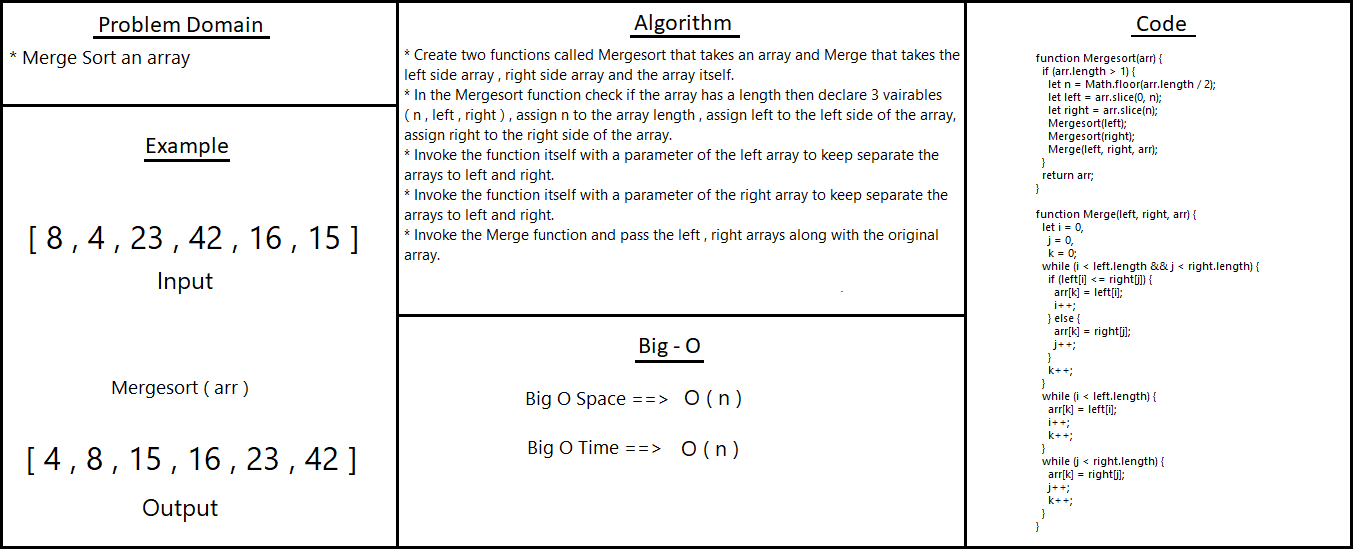 Problem Domain
* Merge Sort an array
Example
[ 8 , 4 , 23 , 42 , 16 , 15 ]
Input
Mergesort ( arr )
[ 4 , 8 , 15 , 16 , 23 , 42 ]
Output
Algorithm
* Create two functions called Mergesort that takes an array and Merge that takes the
left side array , right side array and the array itself.
* In the Mergesort function check if the array has a length then declare 3 vairables
( n , left , right ) , assign n to the array length , assign left to the left side of the array,
assign right to the right side of the array.
* Invoke the function itself with a parameter of the left array to keep separate the
arrays to left and right.
* Invoke the function itself with a parameter of the right array to keep separate the
arrays to left and right.
* Invoke the Merge function and pass the left , right arrays along with the original
array.
Big - O
Big O Space ==> O ( n )
Big O Time ==> O ( n )
Code
function Mergesort(arr) {
if (arr.length > 1) {
let n = Math.floor(arr.length / 2);
let left = arr.slice(0, n);
let right = arr.slice(n);
Mergesort(left);
Mergesort(right);
Merge(left, right, arr);
}
return arr;
}
function Merge(left, right, arr) {
let i = 0,
j = 0,
k = 0;
while (i < left.length && j < right.length) {
if (left[i] <= right[j]) {
arr[k] = left[i];
i++;
} else {
arr[k] = right[j];
j++;
}
k++;
}
while (i < left.length) {
arr[k] = left[i];
i++;
k++;
}
while (j < right.length) {
arr[k] = right[j];
j++;
k++;
}
}